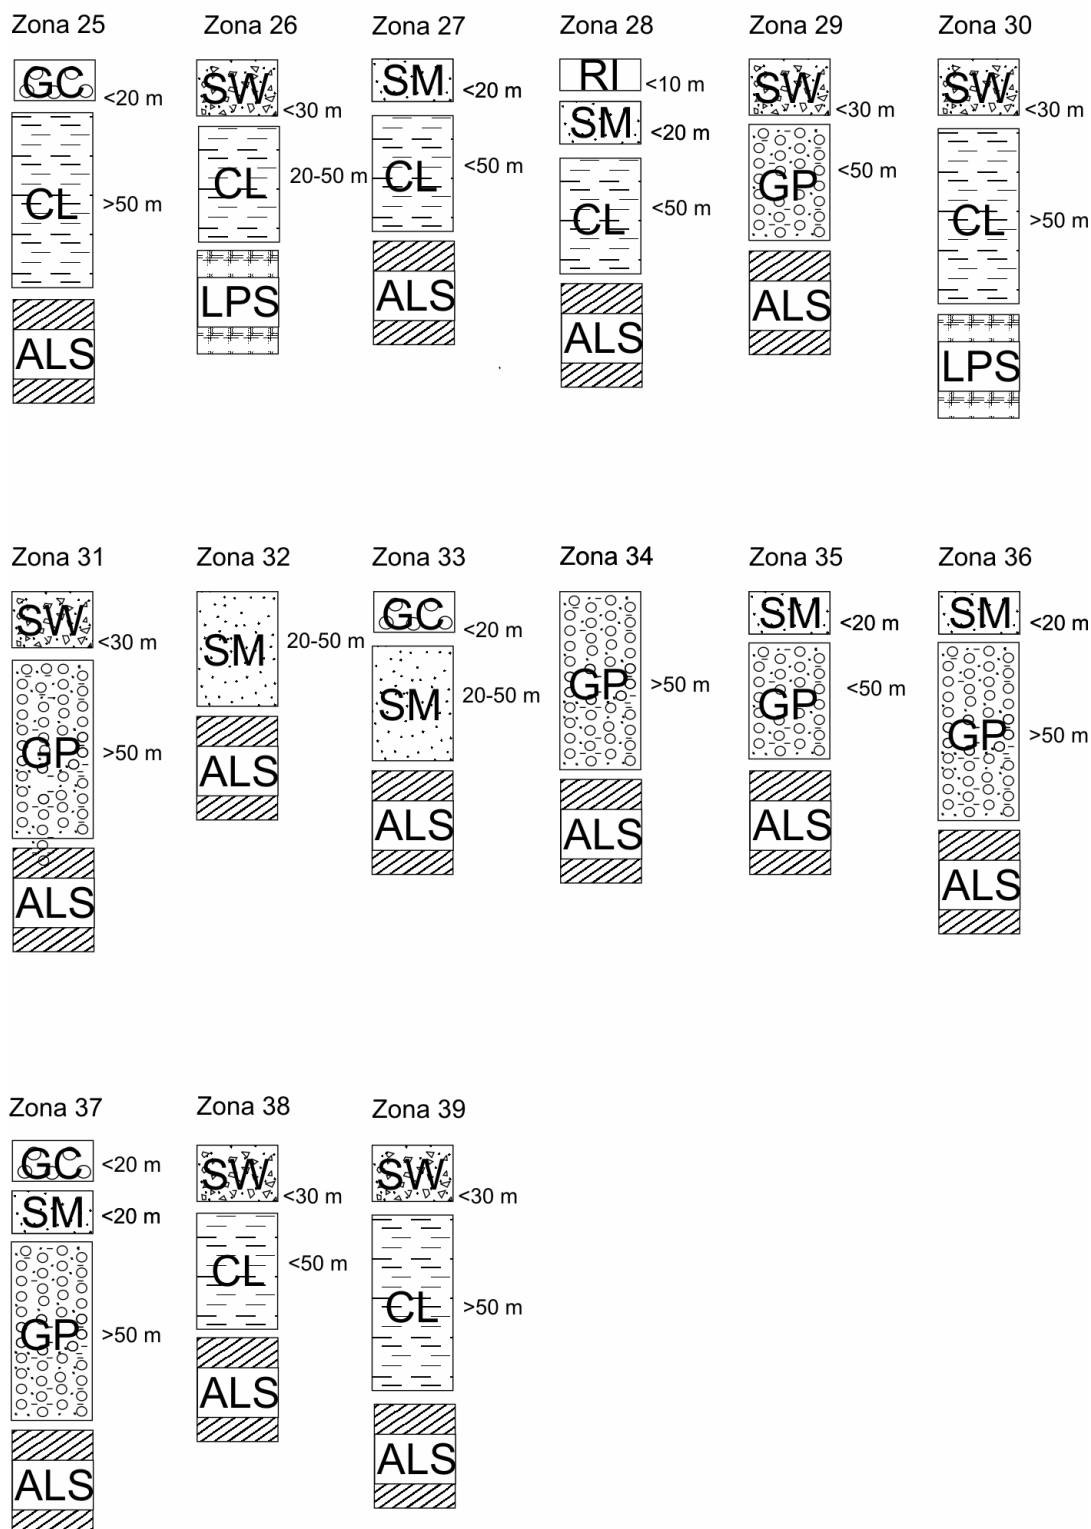 Zona 25
GC
<20 m
CL
>50 m
ALS
Zona 26
SW
<30 m
CL
20-50 m
LPS
Zona 27
SM
<20 m
CL
<50 m
ALS
Zona 28
RI
<10 m
SM
<20 m
CL
<50 m
ALS
Zona 29
SW
<30 m
GP
<50 m
ALS
Zona 30
SW
<30 m
CL
>50 m
LPS
Zona 31
SW
<30 m
GP
>50 m
ALS
Zona 32
SM
20-50 m
ALS
Zona 33
GC
<20 m
SM
20-50 m
ALS
Zona 34
GP
>50 m
ALS
Zona 35
SM
<20 m
GP
<50 m
ALS
Zona 36
SM
<20 m
GP
>50 m
ALS
Zona 37
GC
<20 m
SM
<20 m
GP
>50 m
ALS
Zona 38
SW
<30 m
CL
<50 m
ALS
Zona 39
SW
<30 m
CL
>50 m
ALS